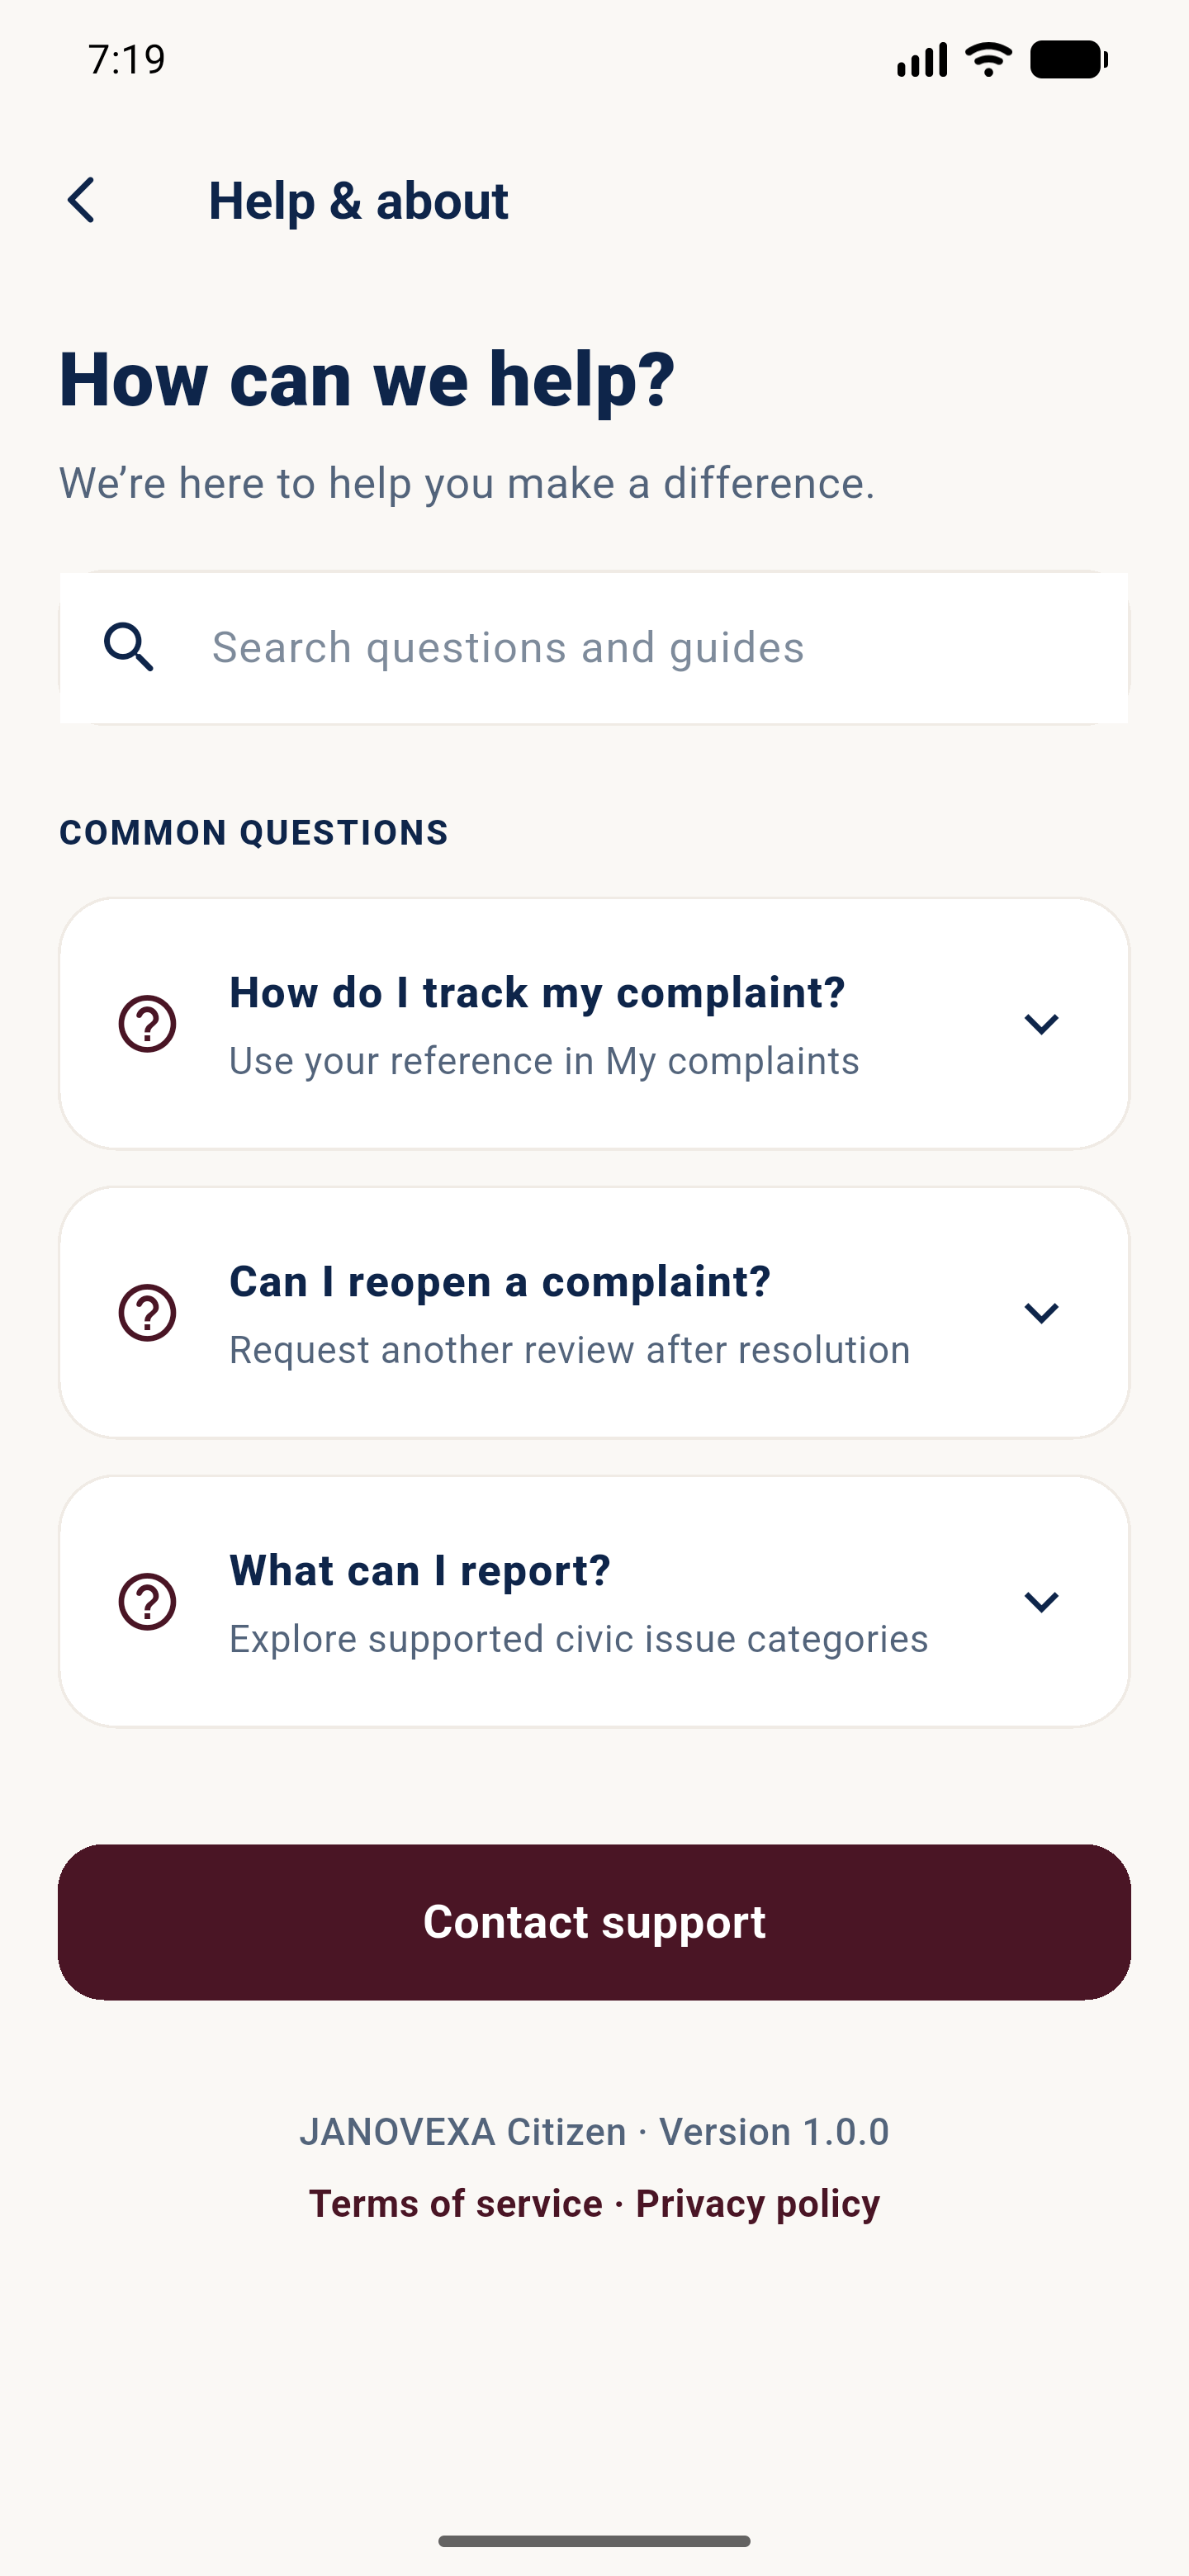 7:19
Help & about
How can we help?
We’re here to help you make a difference.
Search questions and guides
COMMON QUESTIONS
How do I track my complaint?
Use your reference in My complaints
Can I reopen a complaint?
Request another review after resolution
What can I report?
Explore supported civic issue categories
Contact support
JANOVEXA Citizen · Version 1.0.0
Terms of service · Privacy policy